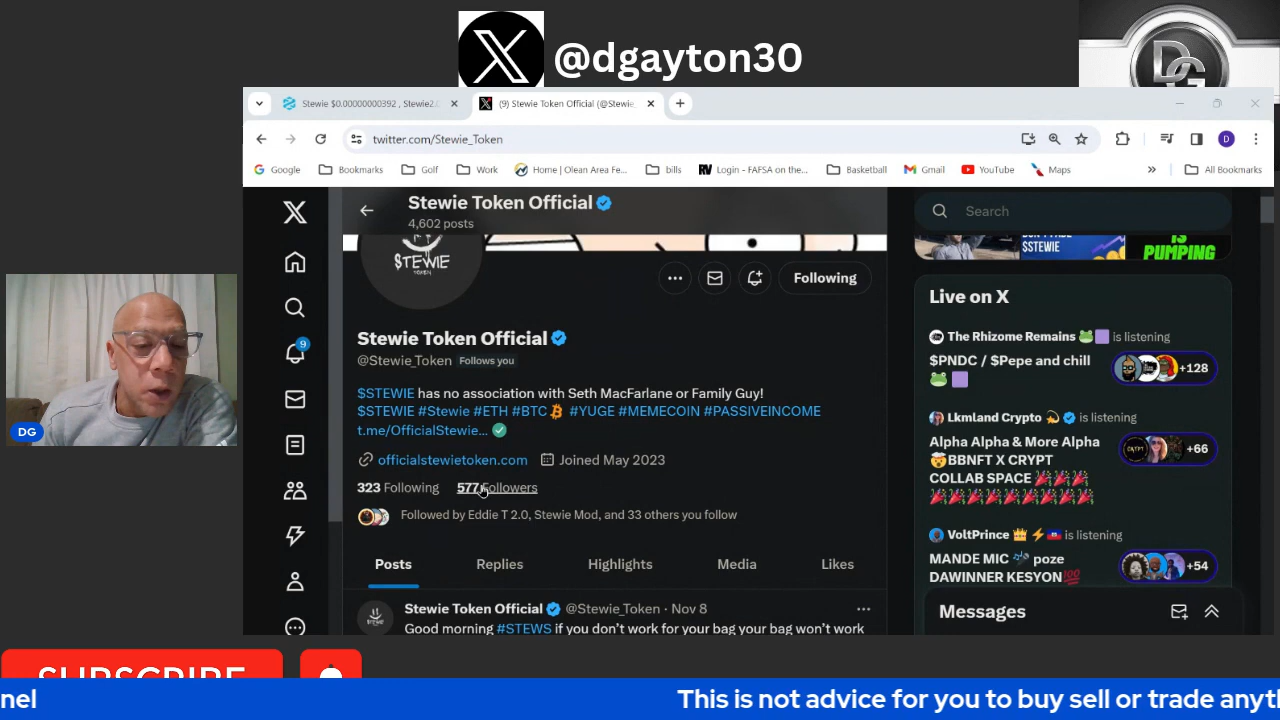 @dgayton30
DG
Stewie $0.00000000392 , Stewie2.0
(9) Stewie Token Official (@Stewie_
twitter.com/Stewie_Token
D
Google
Bookmarks
Golf
Work
Home | Olean Area Fe...
bills
RV Login - FAFSA on the...
Basketball
Gmail
YouTube
Maps
All Bookmarks
Stewie Token Official
4,602 posts
Search
$TEWIE
TOKEN
$STEWIE
IS
PUMPING
Following
Live on X
Stewie Token Official
@Stewie_Token Follows you
The Rhizome Remains is listening
$PNDC / $Pepe and chill
+128
9
$STEWIE has no association with Seth MacFarlane or Family Guy!
$STEWIE #Stewie #ETH #BTC #YUGE #MEMECOIN #PASSIVEINCOME
t.me/OfficialStewie...
Lkmland Crypto is listening
Alpha Alpha & More Alpha
BBNFT X CRYPT
COLLAB SPACE
+66
DG
officialstewietoken.com Joined May 2023
323 Following 577 Followers
Followed by Eddie T 2.0, Stewie Mod, and 33 others you follow
VoltPrince is listening
MANDE MIC poze
DAWINNER KESYON
+54
Posts Replies Highlights Media Likes
Stewie Token Official @Stewie_Token · Nov 8
Good morning #STEWS if you don't work for your bag your bag won't work
Messages
SUBSCRIBE
nel
This is not advice for you to buy sell or trade anyt